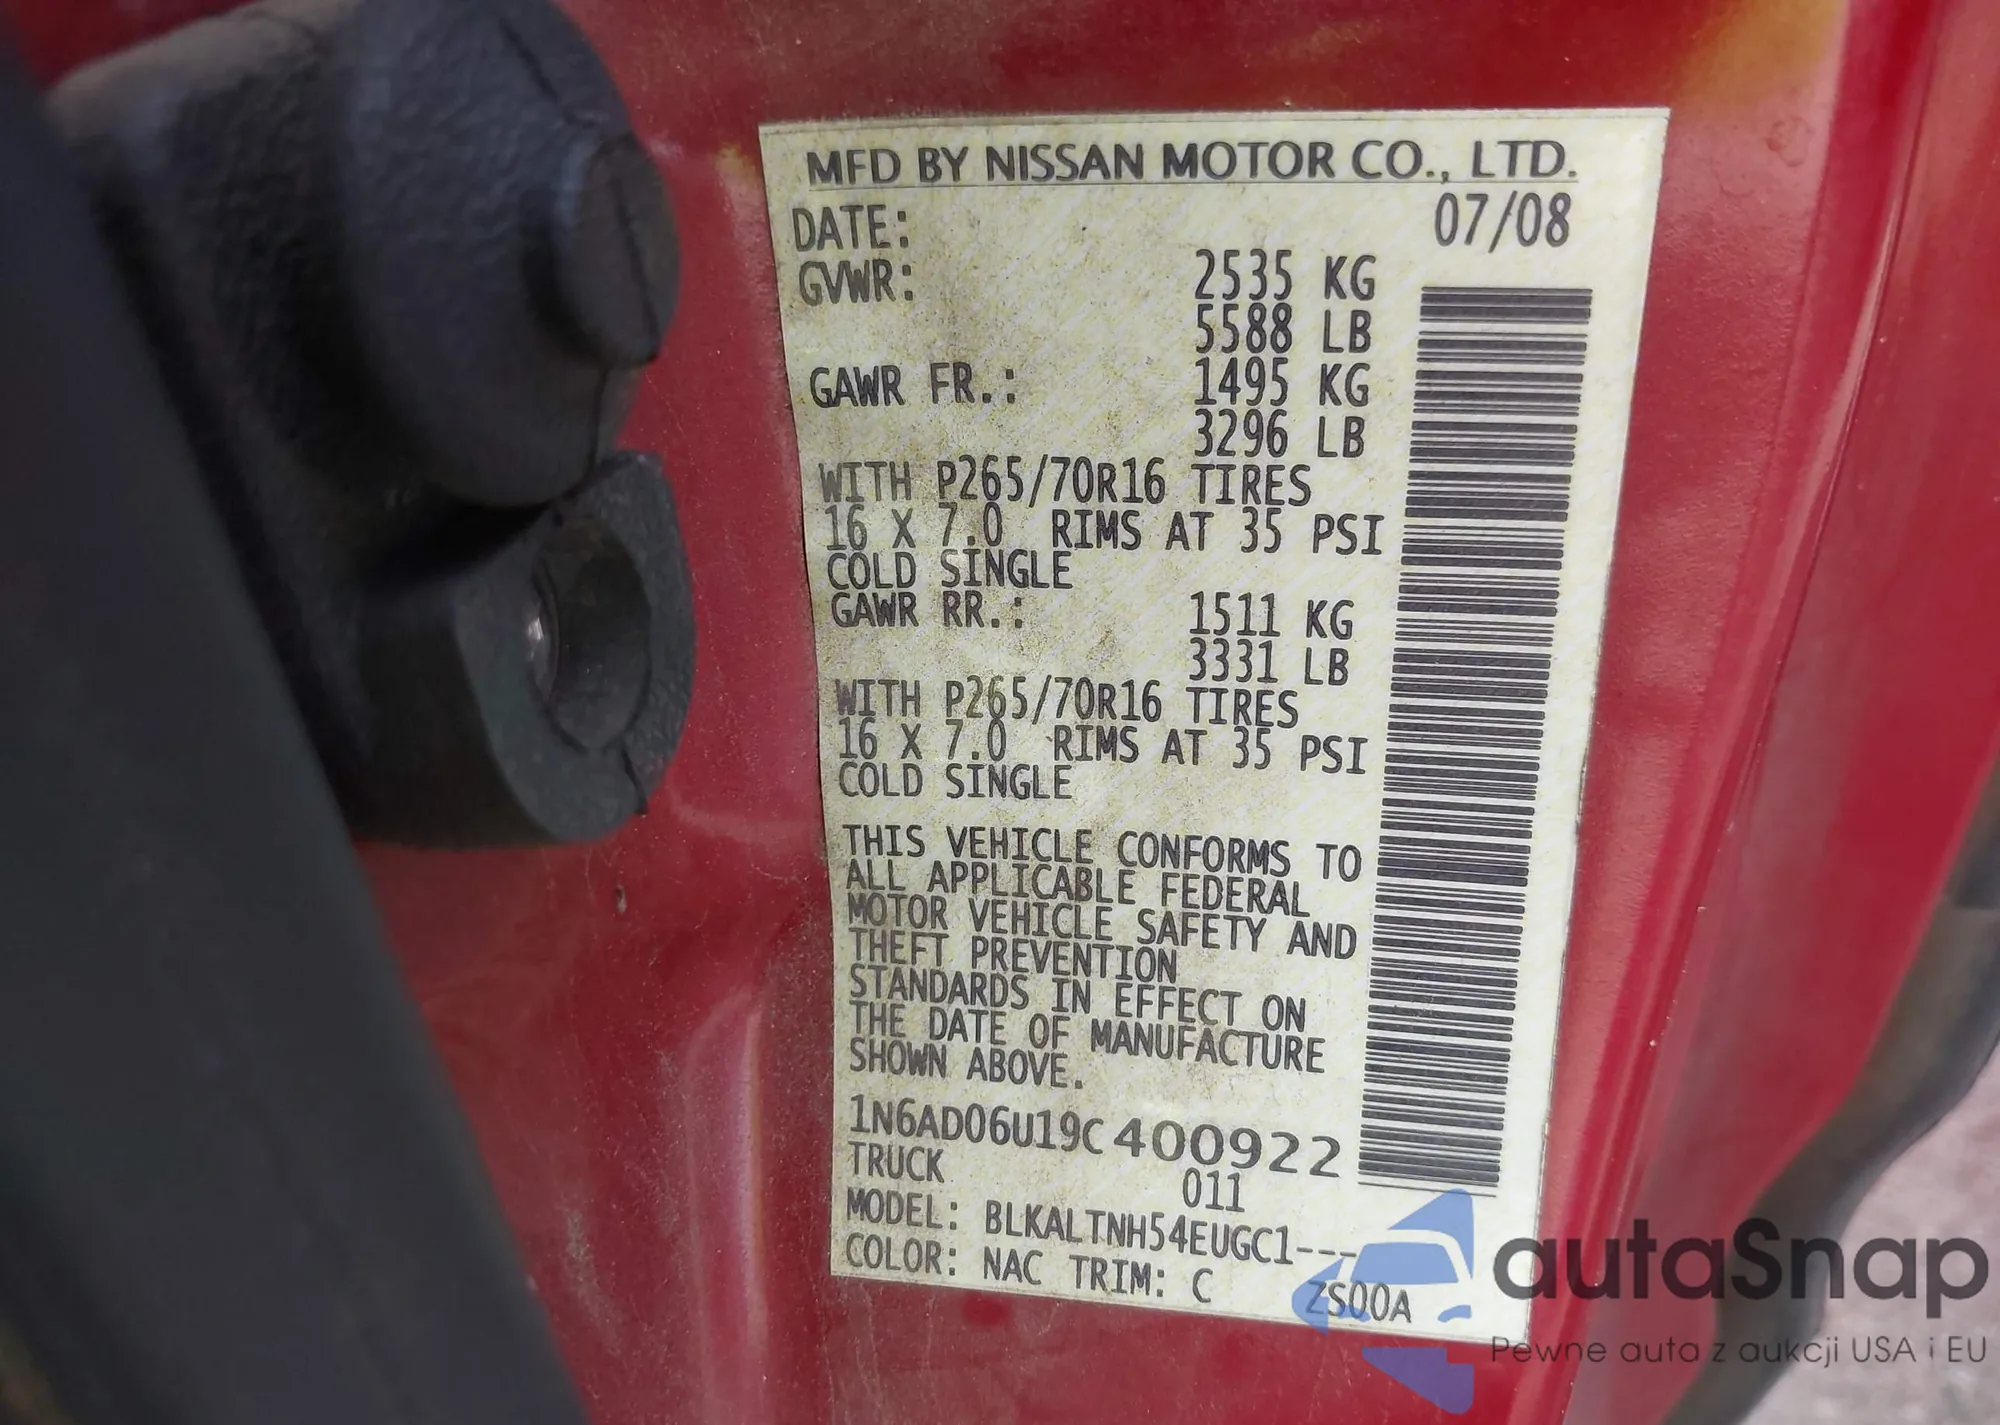 MFD BY NISSAN MOTOR CO., LTD.
DATE: 07/08
GVWR: 2535 KG
5588 LB
GAWR FR.: 1495 KG
3296 LB
WITH P265/70R16 TIRES
16 X 7.0 RIMS AT 35 PSI
COLD SINGLE
GAWR RR.: 1511 KG
3331 LB
WITH P265/70R16 TIRES
16 X 7.0 RIMS AT 35 PSI
COLD SINGLE
THIS VEHICLE CONFORMS TO
ALL APPLICABLE FEDERAL
MOTOR VEHICLE SAFETY AND
THEFT PREVENTION
STANDARDS IN EFFECT ON
THE DATE OF MANUFACTURE
SHOWN ABOVE.
1N6AD06U19C400922
TRUCK 011
MODEL: BLKALTNH54EUGC1---
COLOR: NAC TRIM: C ZS00A
autaSnap
Pewne auta z aukcji USA i EU